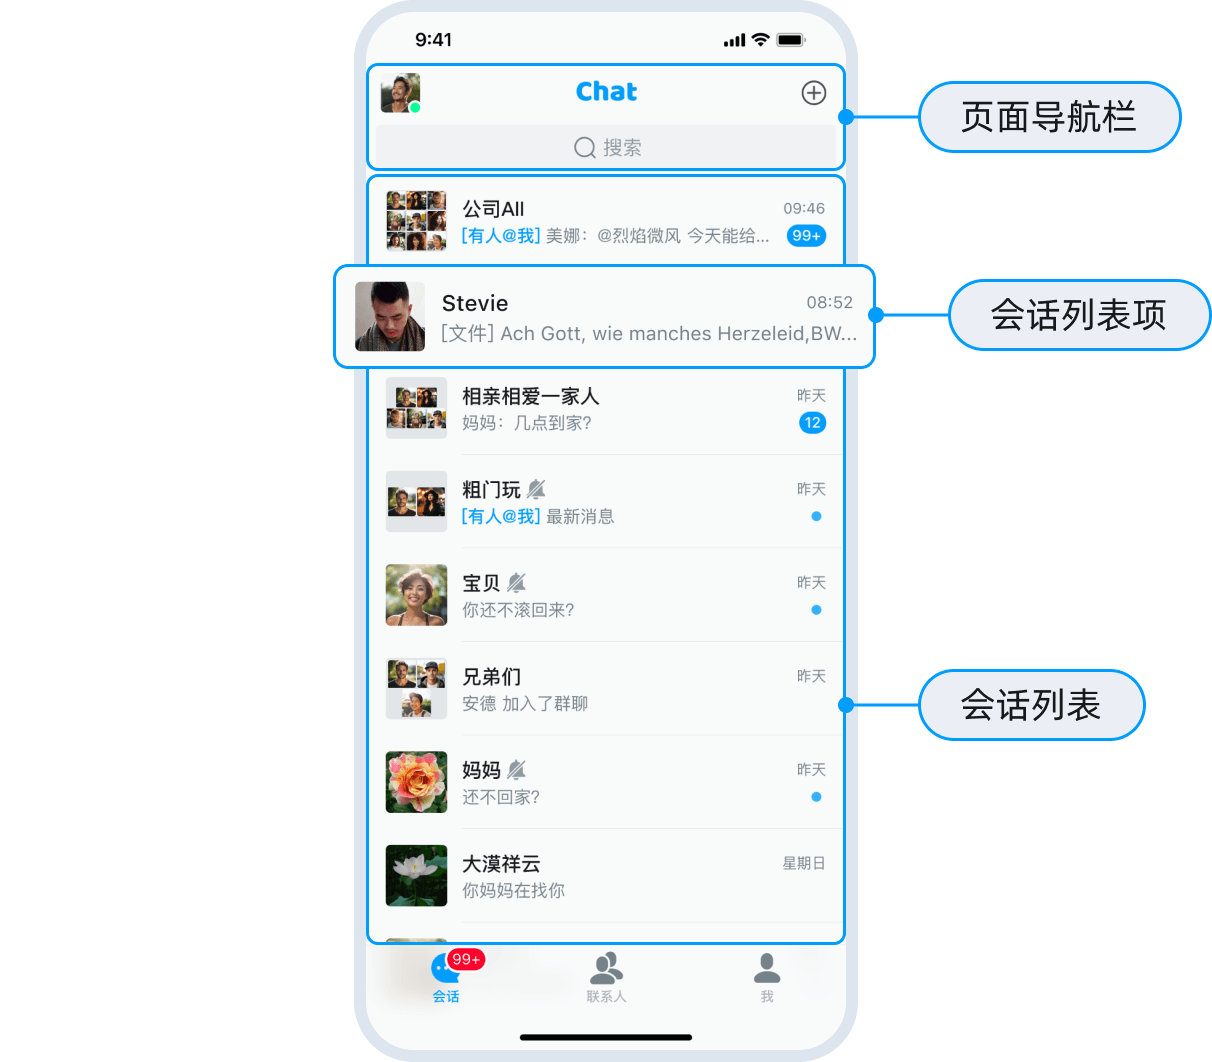 9:41
Chat
搜索
页面导航栏
公司All
09:46
[有人@我] 美娜：@烈焰微风 今天能给...
99+
Stevie
08:52
[文件] Ach Gott, wie manches Herzeleid,BW...
会话列表项
相亲相爱一家人
昨天
妈妈：几点到家?
12
粗门玩
昨天
[有人@我] 最新消息
宝贝
昨天
你还不滚回来?
兄弟们
昨天
安德 加入了群聊
会话列表
妈妈
昨天
还不回家?
大漠祥云
星期日
你妈妈在找你
99+
会话
联系人
我